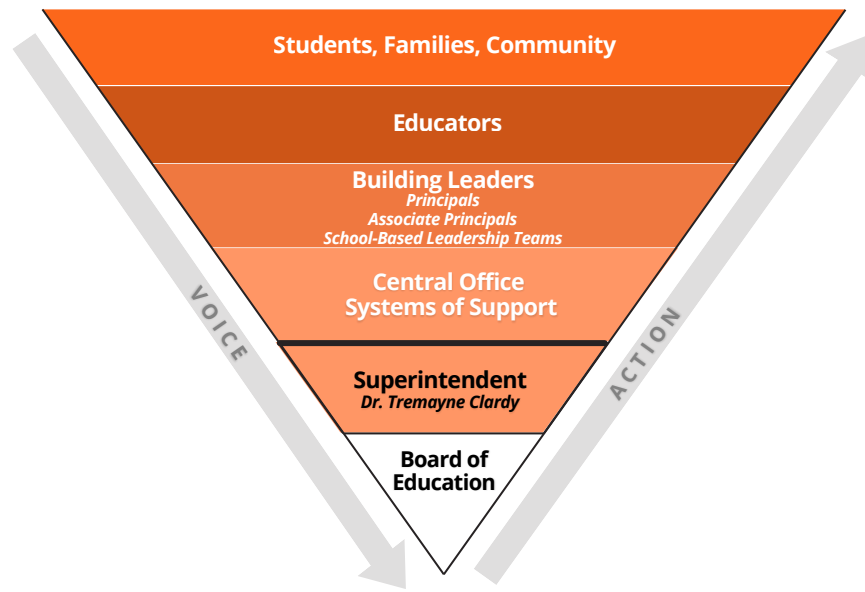 Students, Families, Community
Educators
Building Leaders
Principals
Associate Principals
School-Based Leadership Teams
Central Office
Systems of Support
Superintendent
Dr. Tremayne Clardy
Board of
Education
VOICE
ACTION